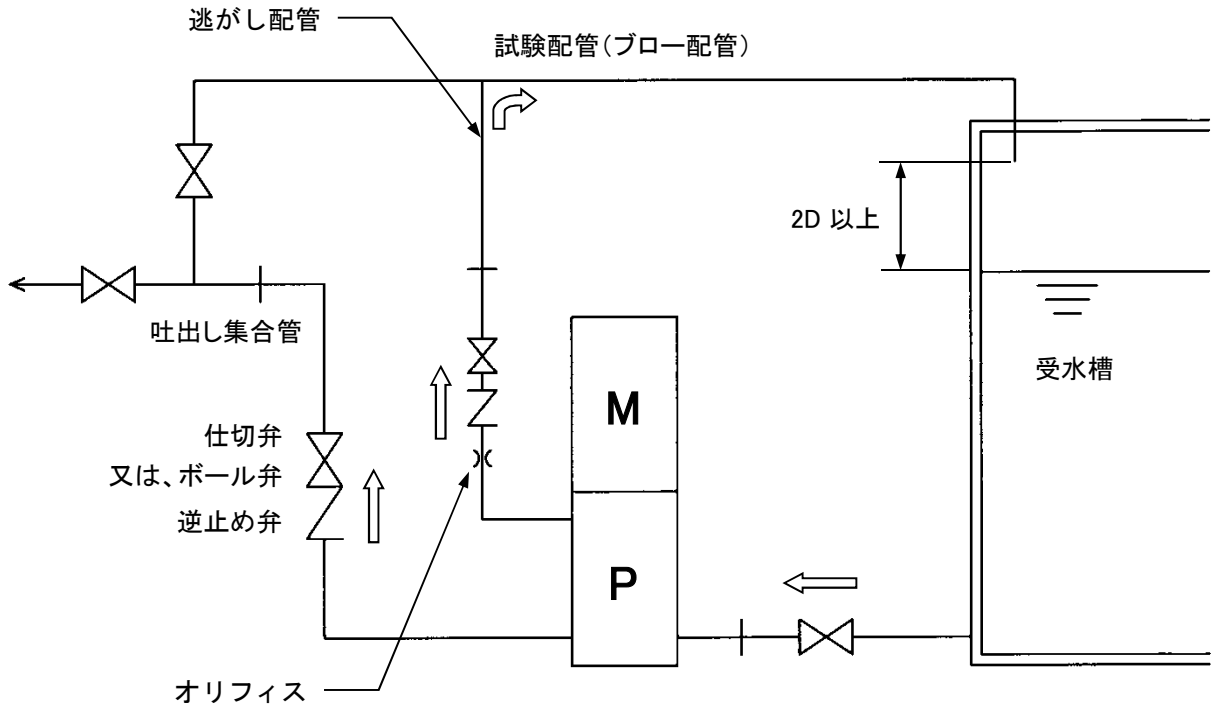 逃がし配管
試験配管（ブロー配管）
2D 以上
吐出し集合管
受水槽
M
仕切弁
又は、ボール弁
逆止め弁
P
オリフィス